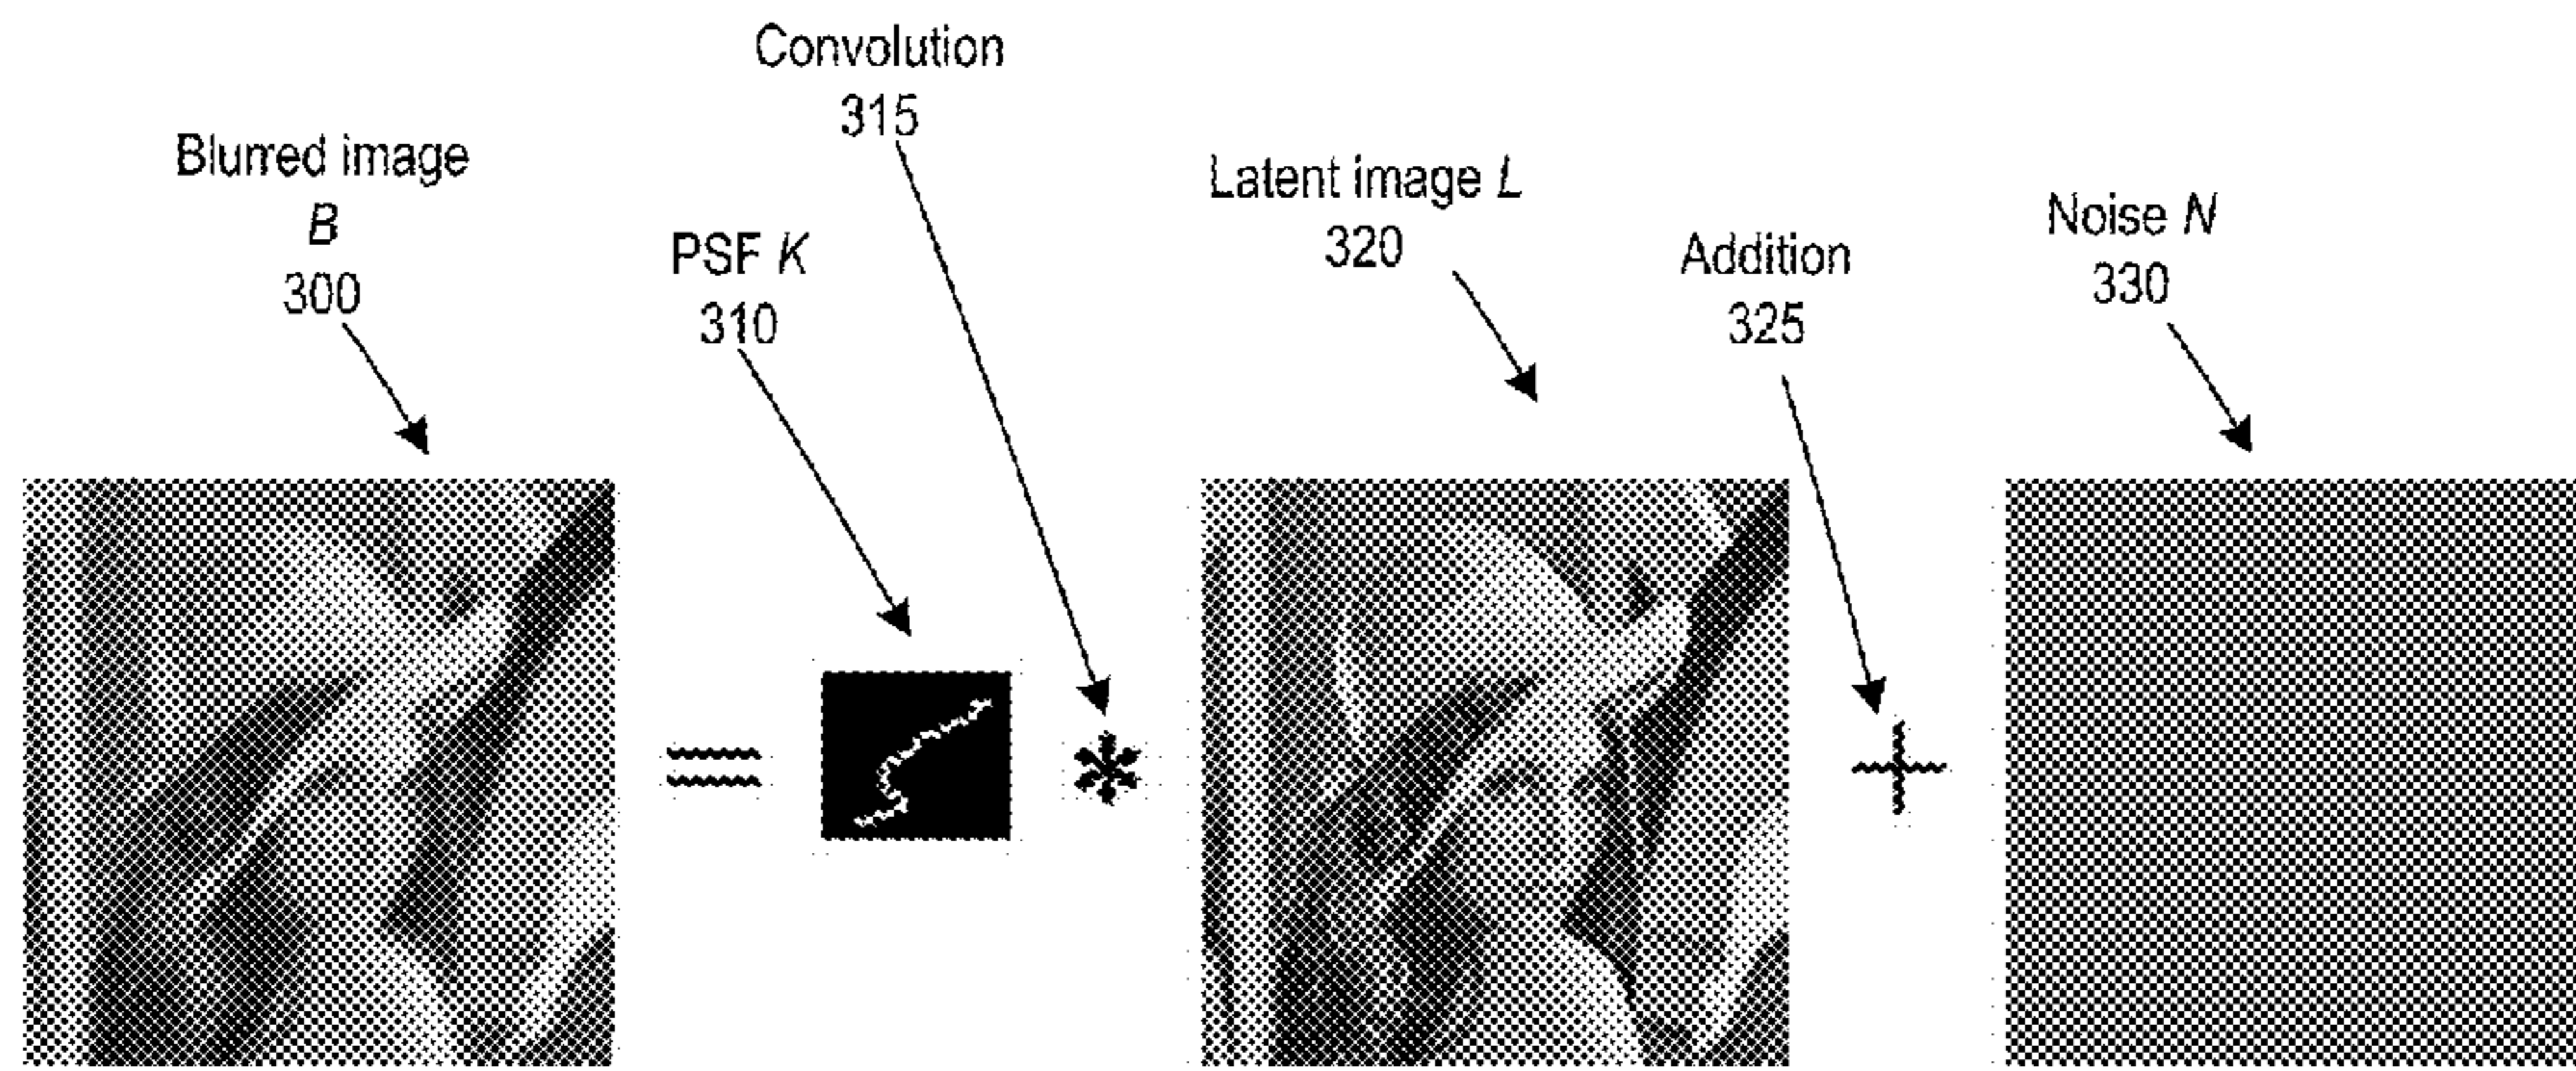 Convolution
315
Blurred image
B
300
PSF K
310
Latent image L
320
Addition
325
Noise N
330
=
*
+